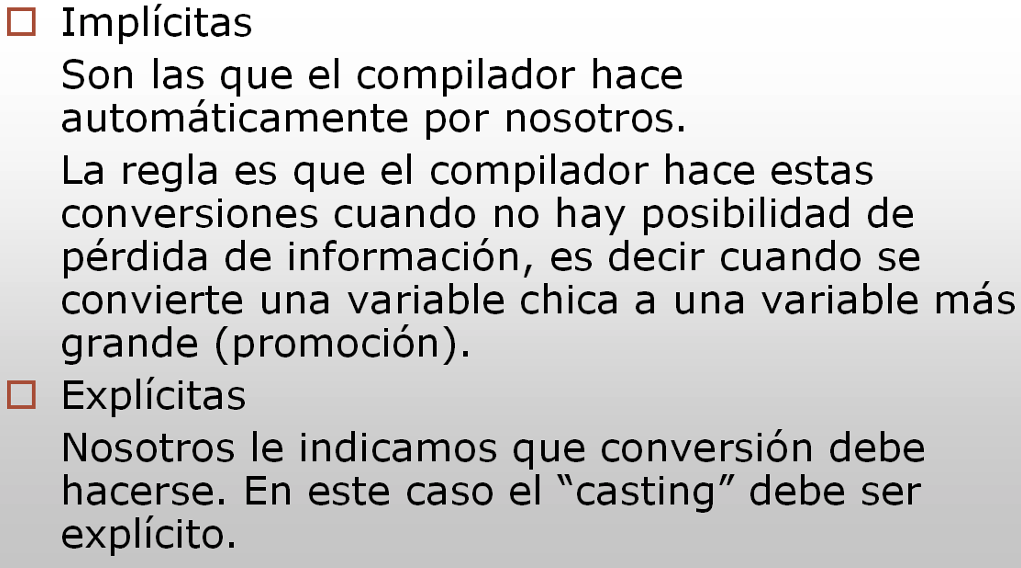 Implícitas
Son las que el compilador hace
automáticamente por nosotros.
La regla es que el compilador hace estas
conversiones cuando no hay posibilidad de
pérdida de información, es decir cuando se
convierte una variable chica a una variable más
grande (promoción).
Explícitas
Nosotros le indicamos que conversión debe
hacerse. En este caso el “casting” debe ser
explícito.